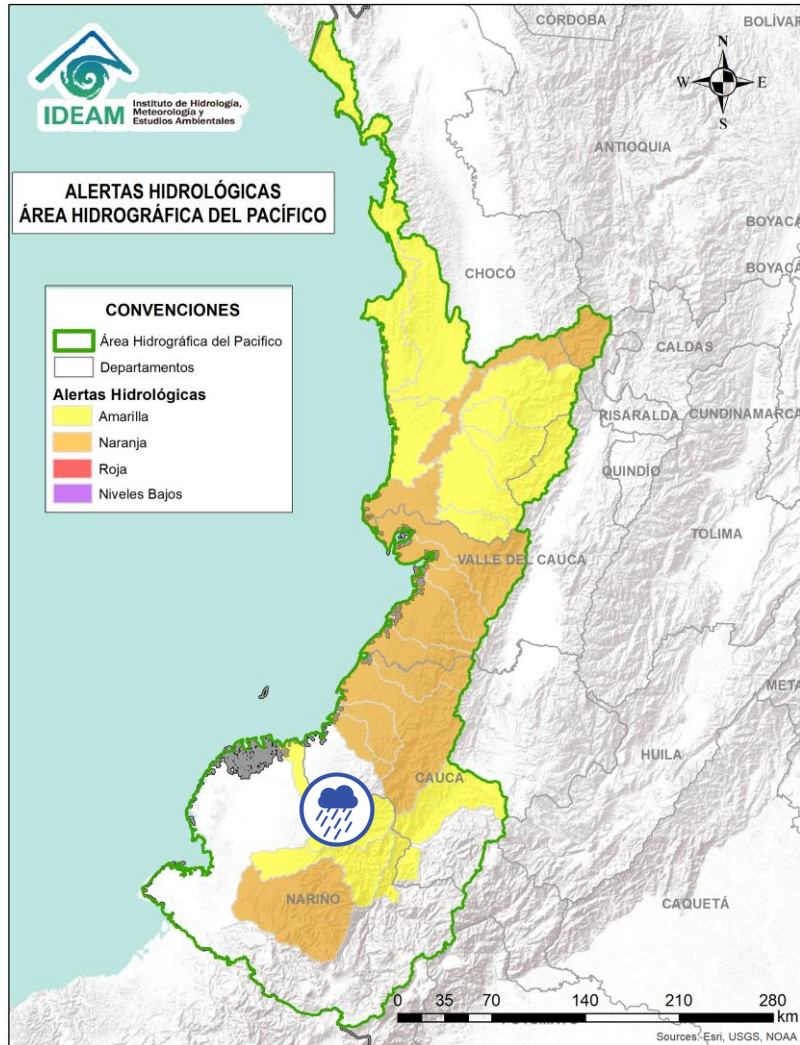 CÓRDOBA
BOLÍVAR
N
W
E
S
IDEAM
Instituto de Hidrología,
Meteorología y
Estudios Ambientales
ANTIOQUIA
ALERTAS HIDROLÓGICAS
ÁREA HIDROGRÁFICA DEL PACÍFICO
BOYACÁ
BOYACÁ
CHOCÓ
CONVENCIONES
Área Hidrográfica del Pacifico
Departamentos
Alertas Hidrológicas
Amarilla
Naranja
Roja
Niveles Bajos
CALDAS
RISARALDA
CUNDINAMARCA
QUINDÍO
TOLIMA
VALLE DEL CAUCA
META
HUILA
CAUCA
NARIÑO
CAQUETÁ
0 35 70 140 210 280
km
Sources: Esri, USGS, NOAA